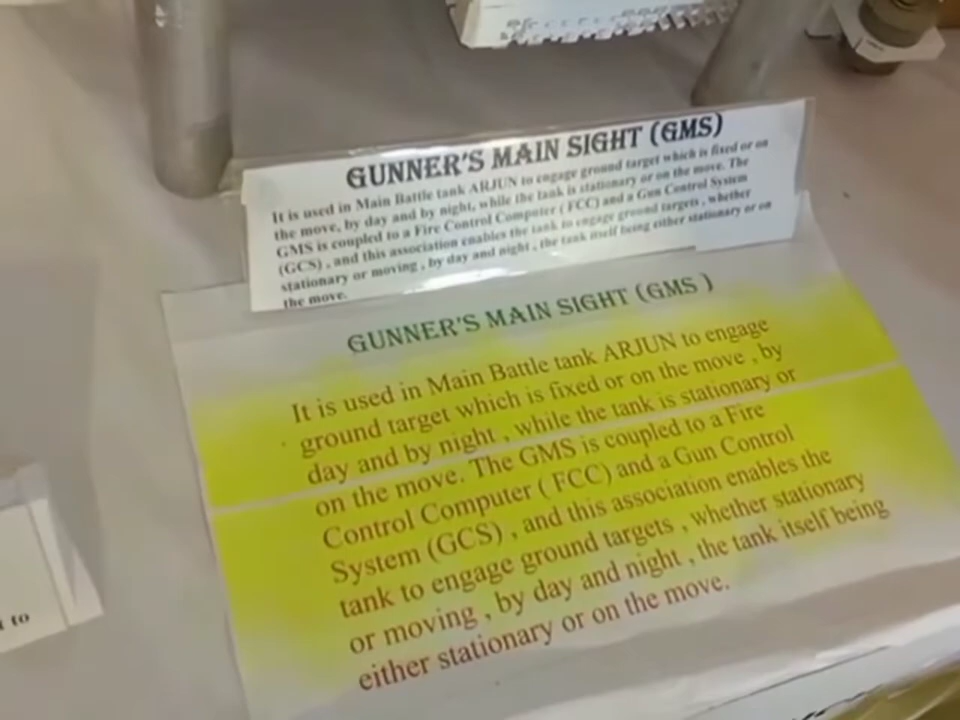 GUNNER'S MAIN SIGHT (GMS)
It is used in Main Battle tank ARJUN to engage ground target which is fixed or on
the move, by day and by night, while the tank is stationary or on the move. The
GMS is coupled to a Fire Control Computer ( FCC) and a Gun Control System
(GCS) , and this association enables the tank to engage ground targets , whether
stationary or moving , by day and night , the tank itself being either stationary or on
the move.
GUNNER'S MAIN SIGHT (GMS )
It is used in Main Battle tank ARJUN to engage
ground target which is fixed or on the move , by
day and by night , while the tank is stationary or
on the move. The GMS is coupled to a Fire
Control Computer ( FCC) and a Gun Control
System (GCS) , and this association enables the
tank to engage ground targets , whether stationary
or moving , by day and night , the tank itself being
either stationary or on the move.
to